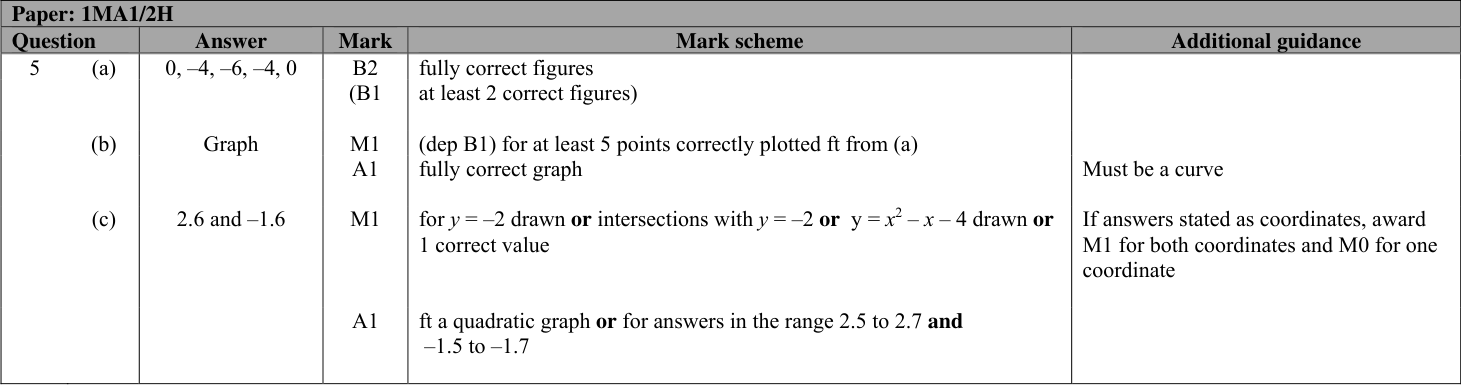 Paper: 1MA1/2H
Question Answer Mark Mark scheme Additional guidance
5 (a) 0, –4, –6, –4, 0 B2 fully correct figures
(B1 at least 2 correct figures)
(b) Graph M1 (dep B1) for at least 5 points correctly plotted ft from (a)
A1 fully correct graph Must be a curve
(c) 2.6 and –1.6 M1 for y = –2 drawn or intersections with y = –2 or y = x² – x – 4 drawn or If answers stated as coordinates, award
1 correct value M1 for both coordinates and M0 for one
coordinate
A1 ft a quadratic graph or for answers in the range 2.5 to 2.7 and
–1.5 to –1.7